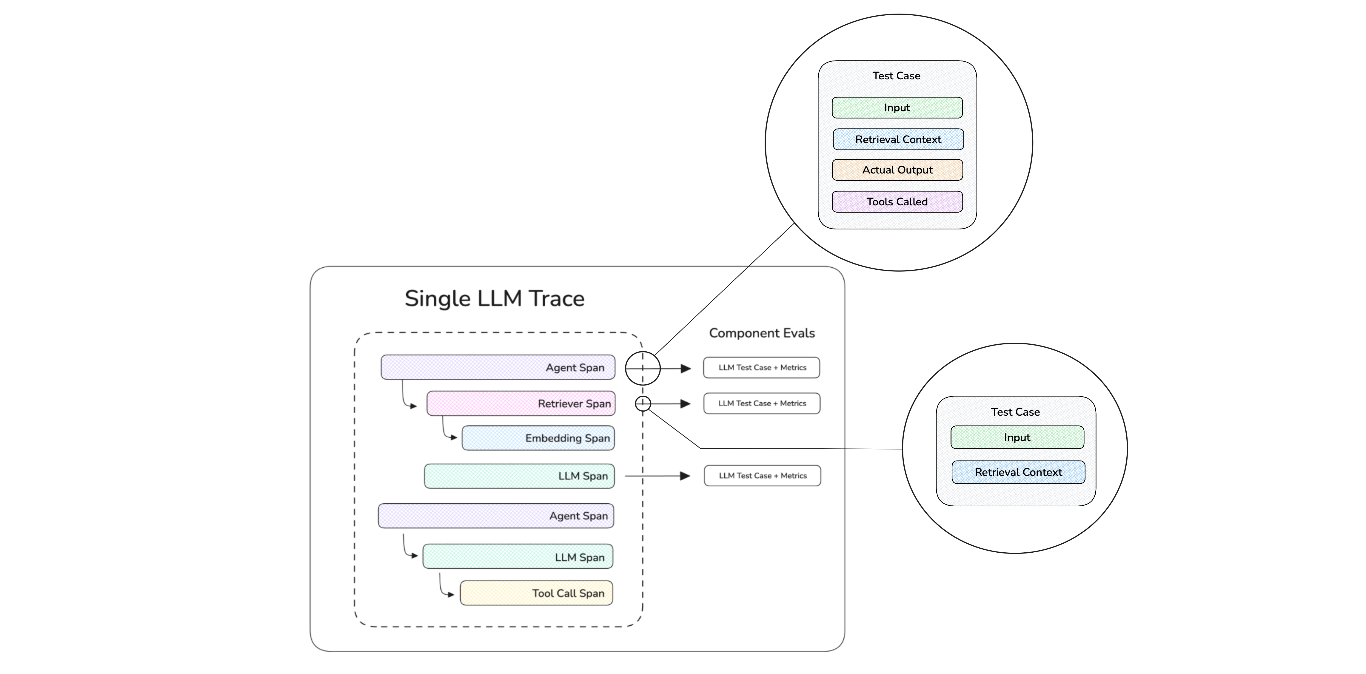 Test Case
Input
Retrieval Context
Actual Output
Tools Called
Single LLM Trace
Component Evals
Agent Span
LLM Test Case + Metrics
Retriever Span
LLM Test Case + Metrics
Embedding Span
LLM Span
LLM Test Case + Metrics
Agent Span
LLM Span
Tool Call Span
Test Case
Input
Retrieval Context